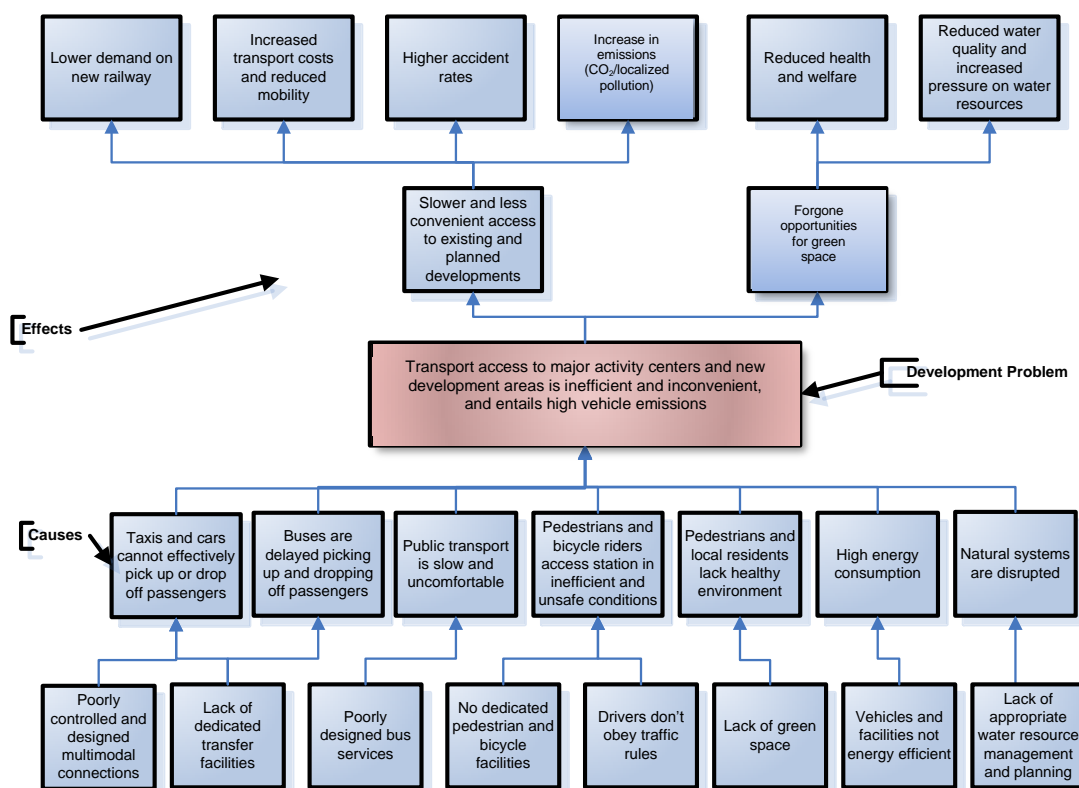 Lower demand on
new railway
Increased
transport costs
and reduced
mobility
Higher accident
rates
Increase in
emissions
(CO₂/localized
pollution)
Reduced health
and welfare
Reduced water
quality and
increased
pressure on water
resources
Slower and less
convenient access
to existing and
planned
developments
Forgone
opportunities
for green
space
Effects
Transport access to major activity centers and new
development areas is inefficient and inconvenient,
and entails high vehicle emissions
Development Problem
Causes
Taxis and cars
cannot effectively
pick up or drop
off passengers
Buses are
delayed picking
up and dropping
off passengers
Public transport
is slow and
uncomfortable
Pedestrians and
bicycle riders
access station in
inefficient and
unsafe conditions
Pedestrians and
local residents
lack healthy
environment
High energy
consumption
Natural systems
are disrupted
Poorly
controlled and
designed
multimodal
connections
Lack of
dedicated
transfer
facilities
Poorly
designed bus
services
No dedicated
pedestrian and
bicycle
facilities
Drivers don’t
obey traffic
rules
Lack of green
space
Vehicles and
facilities not
energy efficient
Lack of
appropriate
water resource
management
and planning